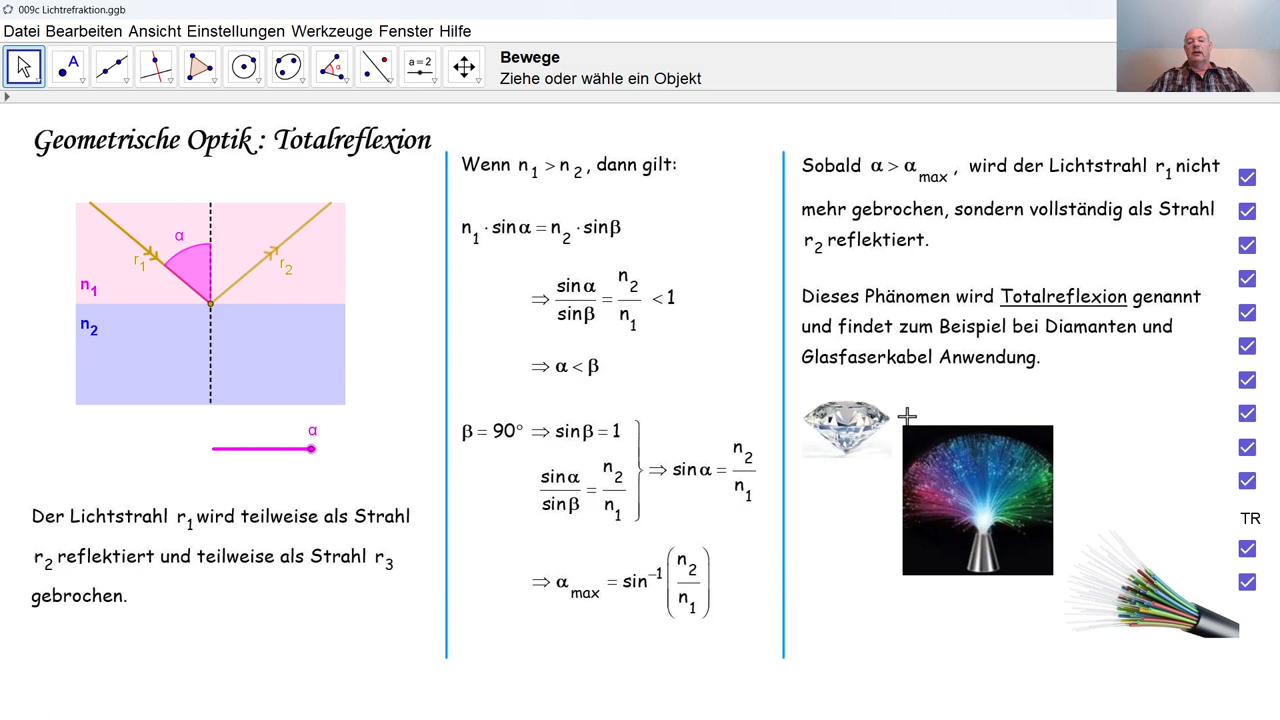 009c Lichtrefraktion.ggb
Datei Bearbeiten Ansicht Einstellungen Werkzeuge Fenster Hilfe
A
α
a = 2
Bewege
Ziehe oder wähle ein Objekt
Geometrische Optik : Totalreflexion
α
r₁
r₂
n₁
n₂
α
Der Lichtstrahl r₁ wird teilweise als Strahl
r₂ reflektiert und teilweise als Strahl r₃
gebrochen.
Wenn n₁ > n₂ , dann gilt:
n₁ · sin α = n₂ · sin β
⇒ sin α / sin β = n₂ / n₁ < 1
⇒ α < β
β = 90° ⇒ sin β = 1
sin α / sin β = n₂ / n₁ } ⇒ sin α = n₂ / n₁
⇒ α_max = sin⁻¹ ( n₂ / n₁ )
Sobald α > α_max , wird der Lichtstrahl r₁ nicht
mehr gebrochen, sondern vollständig als Strahl
r₂ reflektiert.
Dieses Phänomen wird Totalreflexion genannt
und findet zum Beispiel bei Diamanten und
Glasfaserkabel Anwendung.
TR